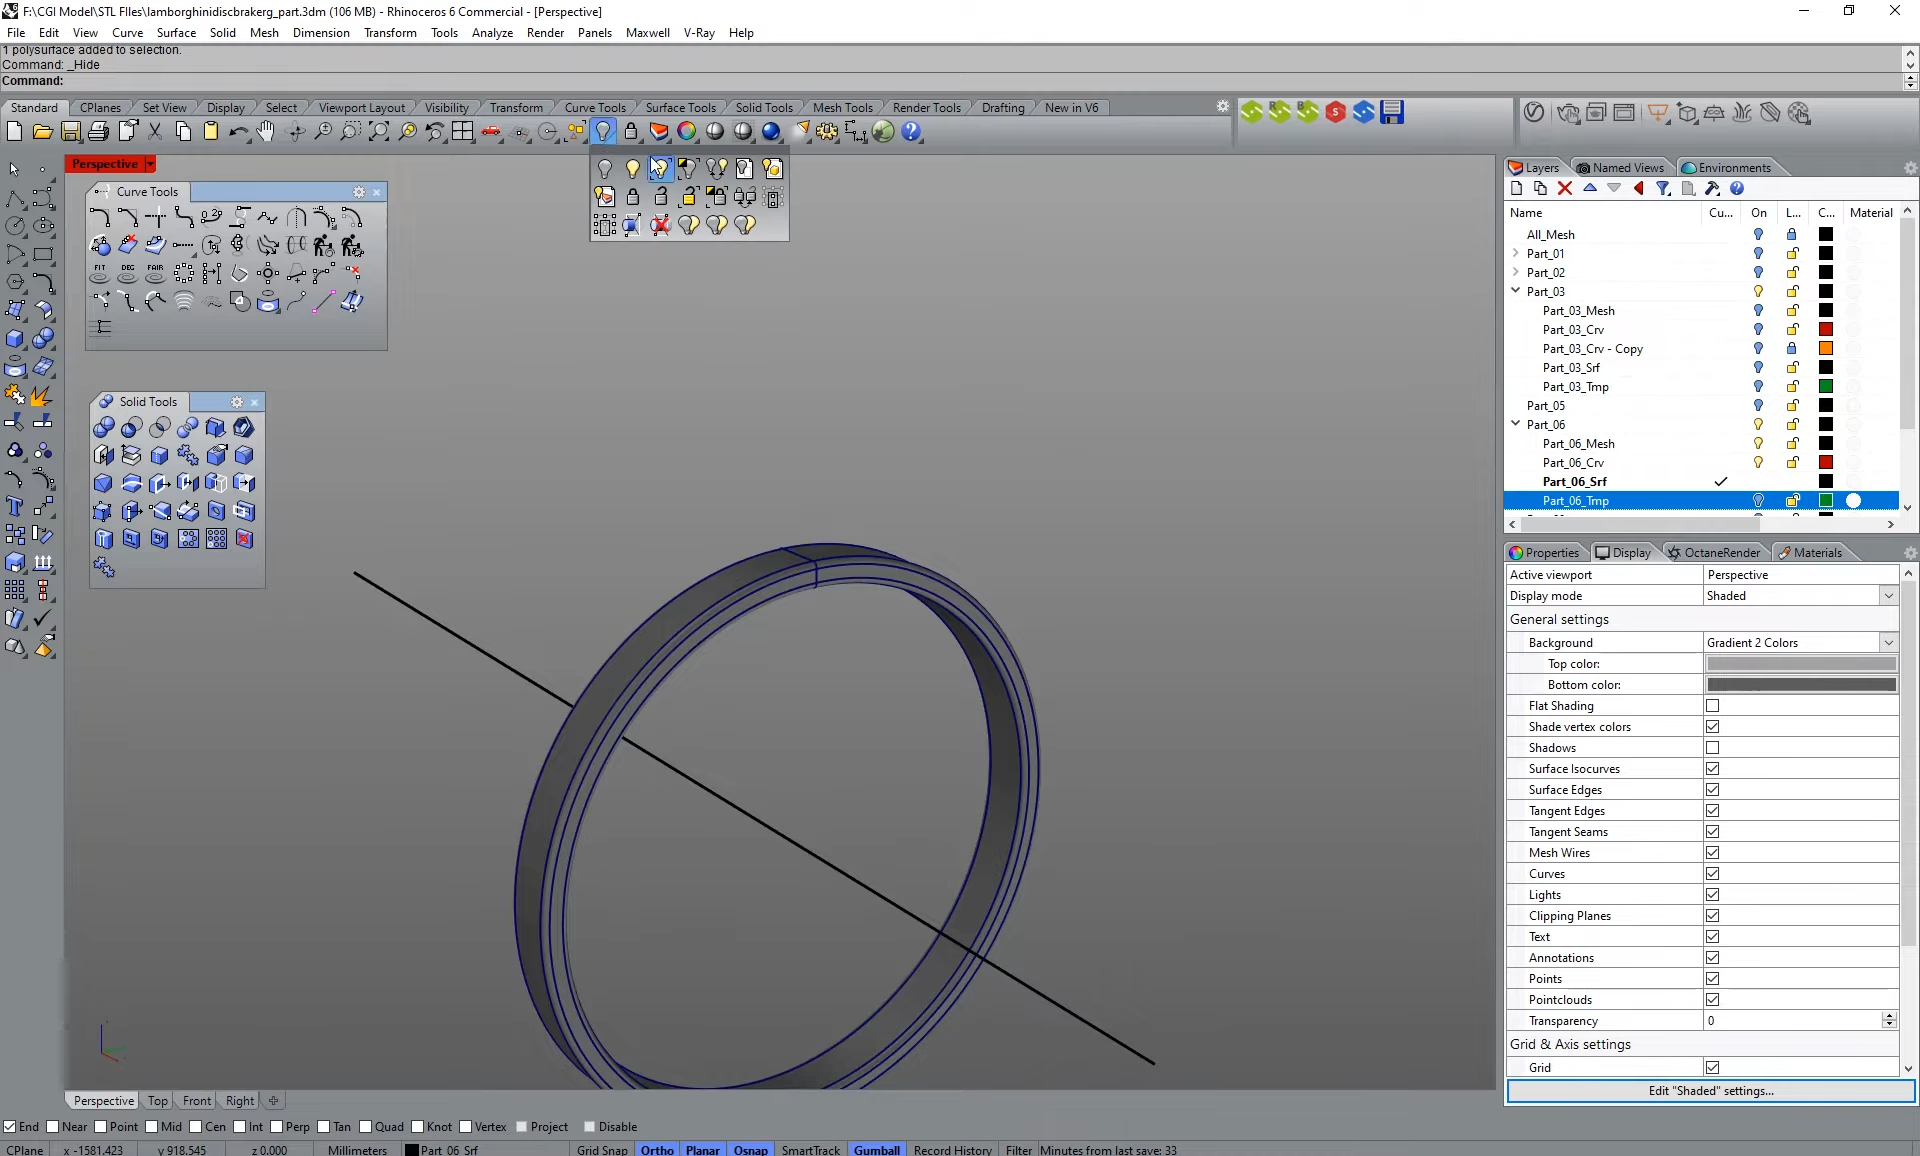 F:\CGI Model\STL FIles\lamborghinidiscbrakerg_part.3dm (106 MB) - Rhinoceros 6 Commercial - [Perspective]
File Edit View Curve Surface Solid Mesh Dimension Transform Tools Analyze Render Panels Maxwell V-Ray Help
1 polysurface added to selection.
Command: _Hide
Command:
Standard CPlanes Set View Display Select Viewport Layout Visibility Transform Curve Tools Surface Tools Solid Tools Mesh Tools Render Tools Drafting New in V6
Perspective
Curve Tools
FIT DEG FAIR
Solid Tools
Layers Named Views Environments
Name Cu... On L... C... Material
All_Mesh
Part_01
Part_02
Part_03
Part_03_Mesh
Part_03_Crv
Part_03_Crv - Copy
Part_03_Srf
Part_03_Tmp
Part_05
Part_06
Part_06_Mesh
Part_06_Crv
Part_06_Srf
Part_06_Tmp
Properties Display OctaneRender Materials
Active viewport Perspective
Display mode Shaded
General settings
Background Gradient 2 Colors
Top color:
Bottom color:
Flat Shading
Shade vertex colors
Shadows
Surface Isocurves
Surface Edges
Tangent Edges
Tangent Seams
Mesh Wires
Curves
Lights
Clipping Planes
Text
Annotations
Points
Pointclouds
Transparency 0
Grid & Axis settings
Grid
Edit "Shaded" settings...
Perspective Top Front Right
End Near Point Mid Cen Int Perp Tan Quad Knot Vertex Project Disable
CPlane x -1581.423 y 918.545 z 0.000 Millimeters Part_06_Srf Grid Snap Ortho Planar Osnap SmartTrack Gumball Record History Filter Minutes from last save: 33